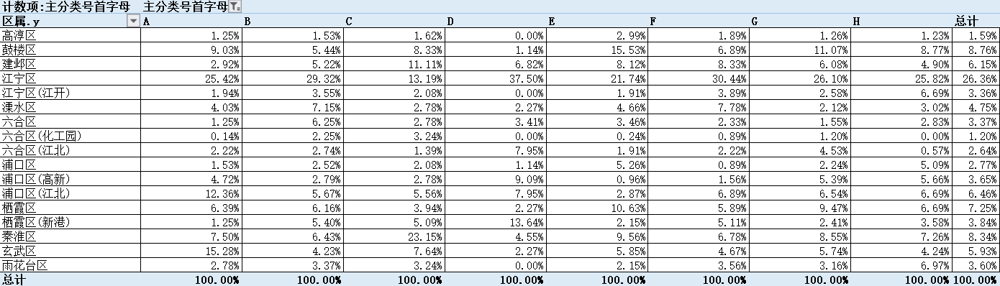 计数项:主分类号首字母 主分类号首字母
区属.y A B C D E F G H 总计
高淳区 1.25% 1.53% 1.62% 0.00% 2.99% 1.89% 1.26% 1.23% 1.59%
鼓楼区 9.03% 5.44% 8.33% 1.14% 15.53% 6.89% 11.07% 8.77% 8.76%
建邺区 2.92% 5.22% 11.11% 6.82% 8.12% 8.33% 6.08% 4.90% 6.15%
江宁区 25.42% 29.32% 13.19% 37.50% 21.74% 30.44% 26.10% 25.82% 26.36%
江宁区(江开) 1.94% 3.55% 2.08% 0.00% 1.91% 3.89% 2.58% 6.69% 3.36%
溧水区 4.03% 7.15% 2.78% 2.27% 4.66% 7.78% 2.12% 3.02% 4.75%
六合区 1.25% 6.25% 2.78% 3.41% 3.46% 2.33% 1.55% 2.83% 3.37%
六合区(化工园) 0.14% 2.25% 3.24% 0.00% 0.24% 0.89% 1.20% 0.00% 1.20%
六合区(江北) 2.22% 2.74% 1.39% 7.95% 1.91% 2.22% 4.53% 0.57% 2.64%
浦口区 1.53% 2.52% 2.08% 1.14% 5.26% 0.89% 2.24% 5.09% 2.77%
浦口区(高新) 4.72% 2.79% 2.78% 9.09% 0.96% 1.56% 5.39% 5.66% 3.65%
浦口区(江北) 12.36% 5.67% 5.56% 7.95% 2.87% 6.89% 6.54% 6.69% 6.46%
栖霞区 6.39% 6.16% 3.94% 2.27% 10.63% 5.89% 9.47% 6.69% 7.25%
栖霞区(新港) 1.25% 5.40% 5.09% 13.64% 2.15% 5.11% 2.41% 3.58% 3.84%
秦淮区 7.50% 6.43% 23.15% 4.55% 9.56% 6.78% 8.55% 7.26% 8.34%
玄武区 15.28% 4.23% 7.64% 2.27% 5.85% 4.67% 5.74% 4.24% 5.93%
雨花台区 2.78% 3.37% 3.24% 0.00% 2.15% 3.56% 3.16% 6.97% 3.60%
总计 100.00% 100.00% 100.00% 100.00% 100.00% 100.00% 100.00% 100.00% 100.00%